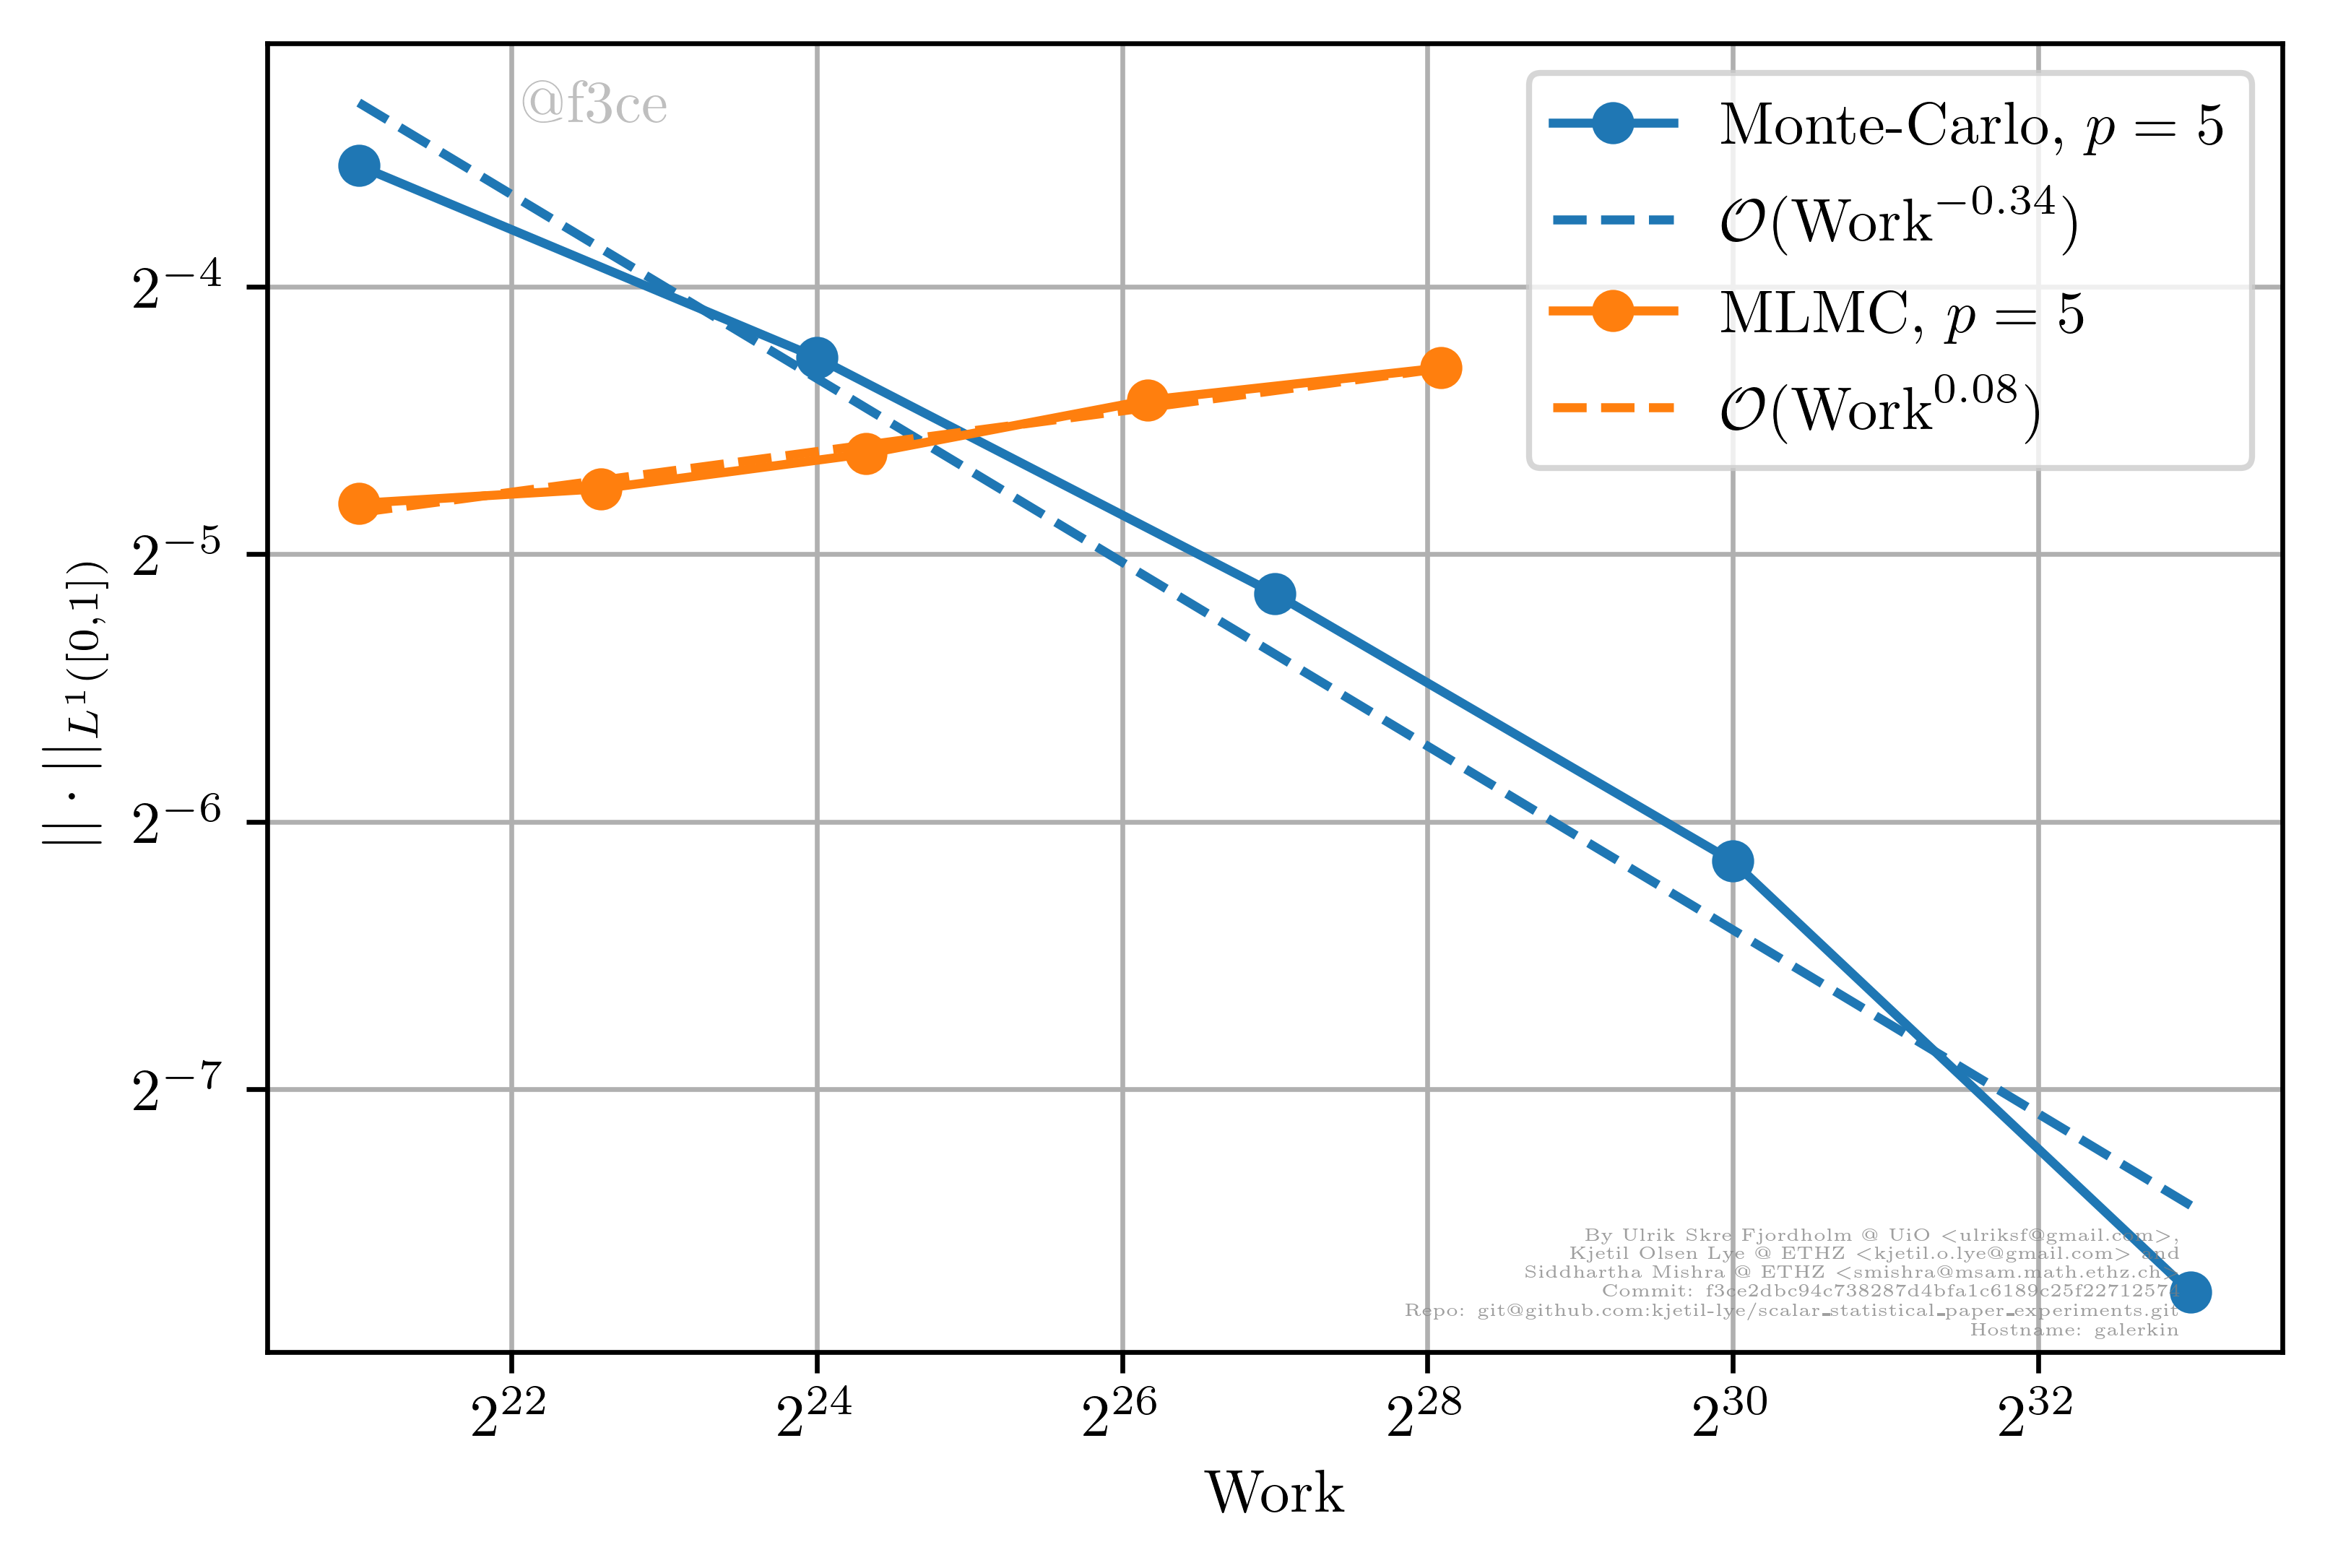 @f3ce
Monte-Carlo, p = 5
𝒪(Work^{-0.34})
MLMC, p = 5
𝒪(Work^{0.08})
2^{-4}
2^{-5}
2^{-6}
2^{-7}
||·||_{L^1([0,1])}
By Ulrik Skre Fjordholm @ UiO <ulriksf@gmail.com>,
Kjetil Olsen Lye @ ETHZ <kjetil.o.lye@gmail.com> and
Siddhartha Mishra @ ETHZ <smishra@msam.math.ethz.ch>
Commit: f3ce2dbc94c738287d4bfa1c6189c25f2271257d
Repo: git@github.com:kjetil-lye/scalar_statistical_paper_experiments.git
Hostname: galerkin
2^{22} 2^{24} 2^{26} 2^{28} 2^{30} 2^{32}
Work